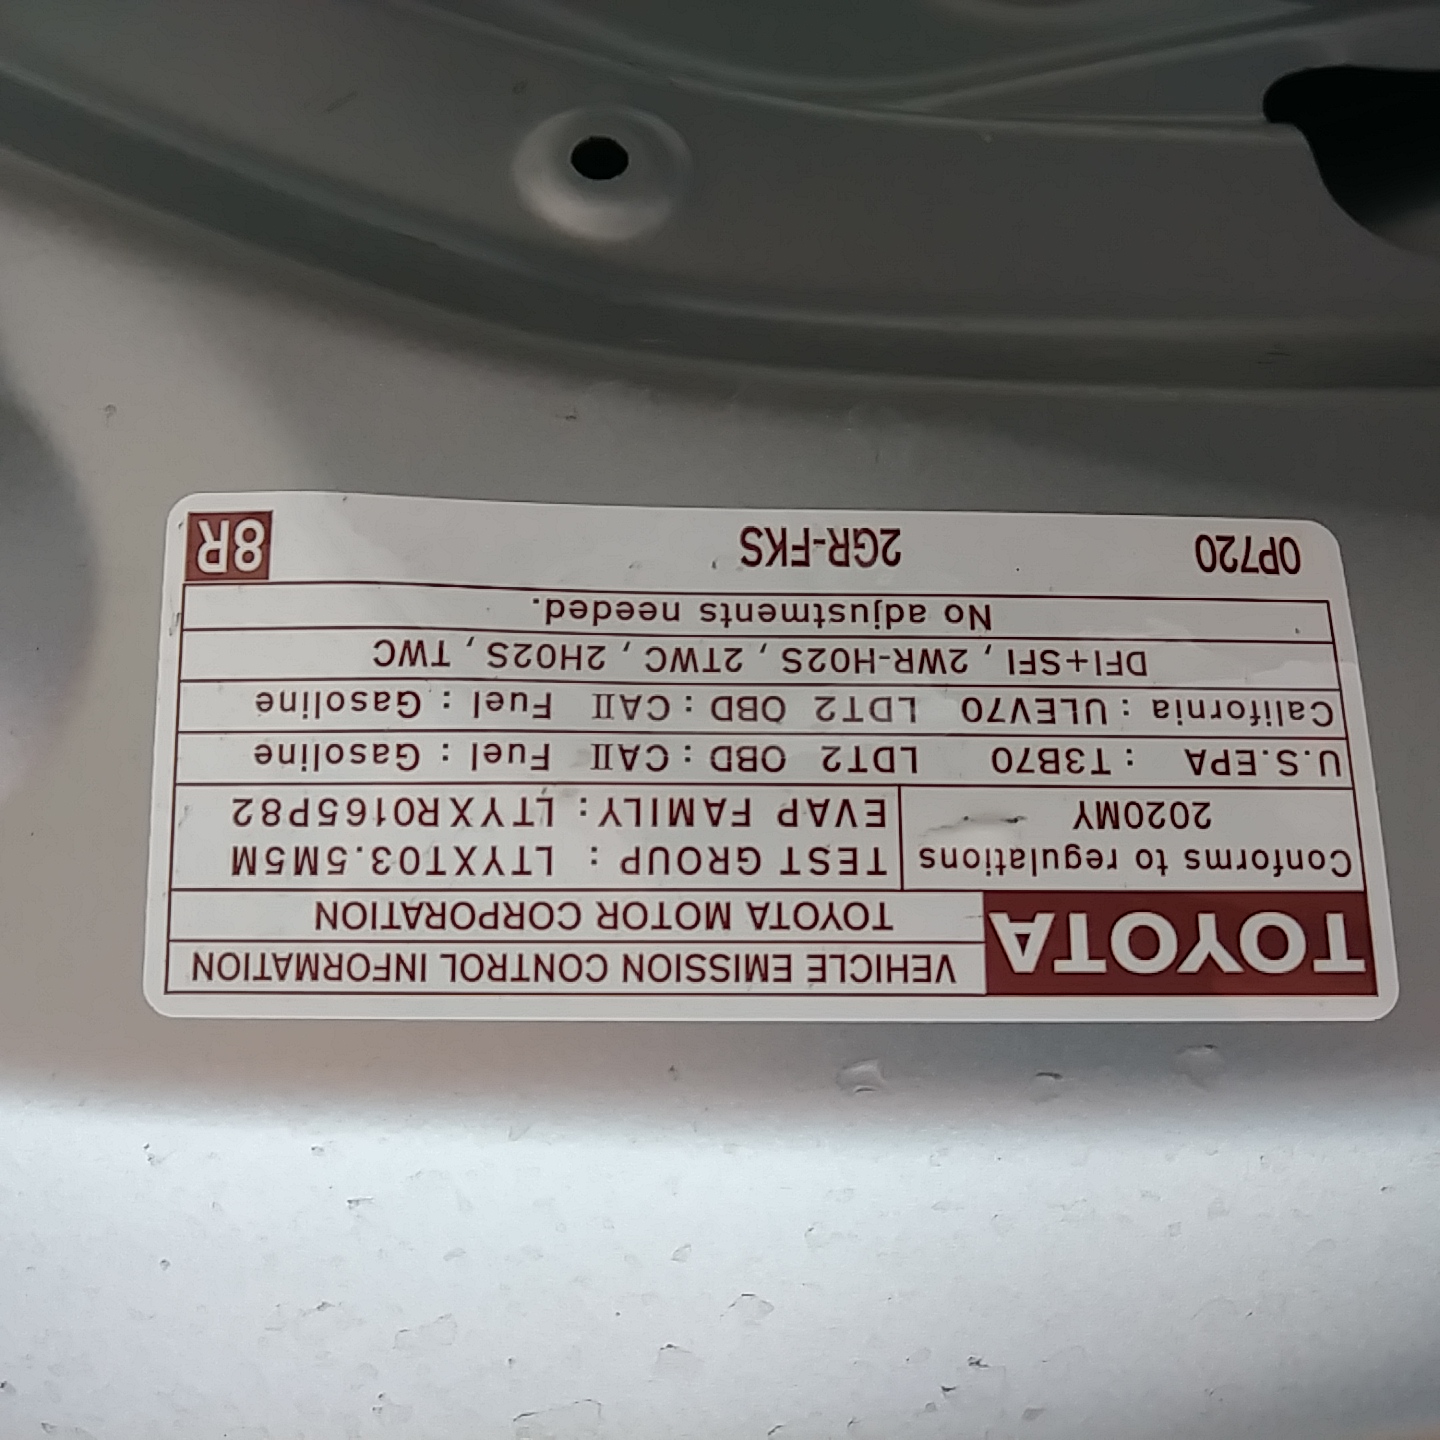 TOYOTA
VEHICLE EMISSION CONTROL INFORMATION
TOYOTA MOTOR CORPORATION
Conforms to regulations
2020MY
TEST GROUP : LTYXT03.5M5M
EVAP FAMILY: LTYXR0165P82
U.S.EPA : T3B70 LDT2 OBD : CAII Fuel : Gasoline
California : ULEV70 LDT2 OBD : CAII Fuel : Gasoline
DFI+SFI , 2WR-HO2S , 2TWC , 2HO2S , TWC
No adjustments needed.
0P720 2GR-FKS 8R